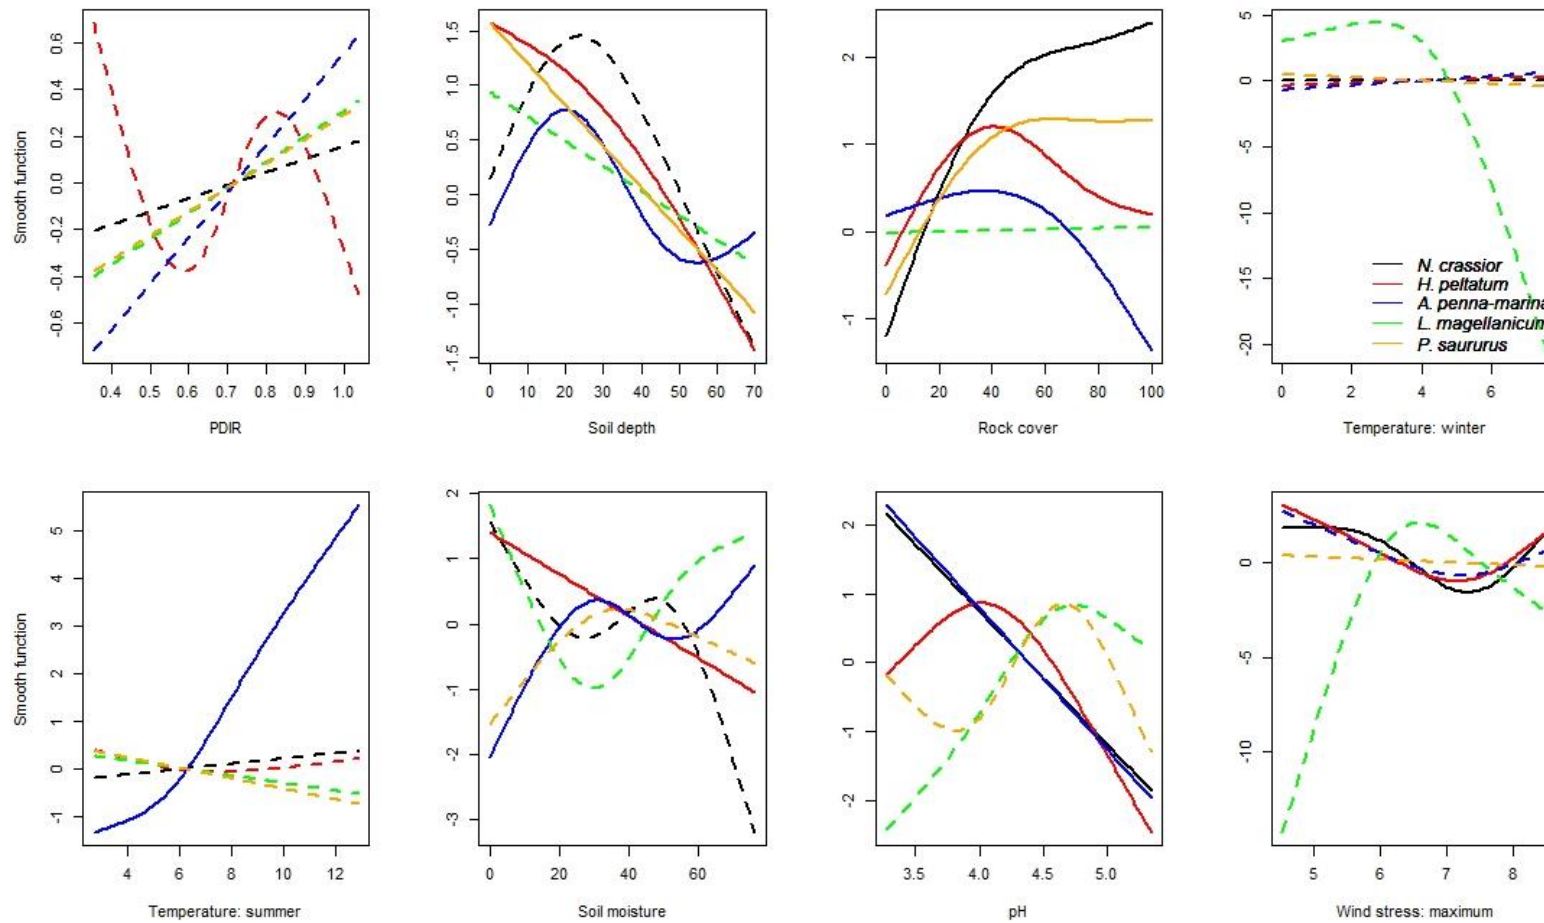 Smooth function
0.6
0.4
0.2
0.0
-0.2
-0.4
-0.6
0.4 0.5 0.6 0.7 0.8 0.9 1.0
PDIR
1.5
1.0
0.5
0.0
-0.5
-1.0
-1.5
0 10 20 30 40 50 60 70
Soil depth
2
1
0
-1
0 20 40 60 80 100
Rock cover
5
0
-5
-10
-15
-20
N. crassior
H. peltatum
A. penna-marina
L. magellanicum
P. saururus
0 2 4 6
Temperature: winter
Smooth function
5
4
3
2
1
0
-1
4 6 8 10 12
Temperature: summer
2
1
0
-1
-2
-3
0 20 40 60
Soil moisture
2
1
0
-1
-2
3.5 4.0 4.5 5.0
pH
0
-5
-10
5 6 7 8
Wind stress: maximum